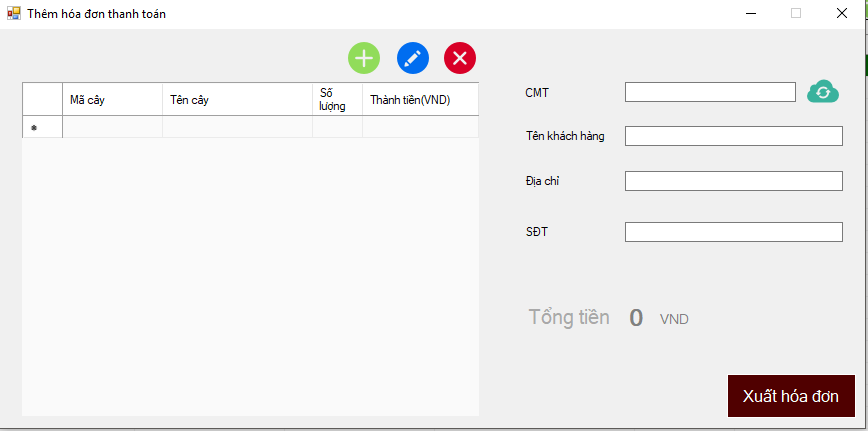 Thêm hóa đơn thanh toán
Mã cây
Tên cây
Số
lượng
Thành tiền(VND)
CMT
Tên khách hàng
Địa chỉ
SĐT
Tổng tiền 0 VND
Xuất hóa đơn